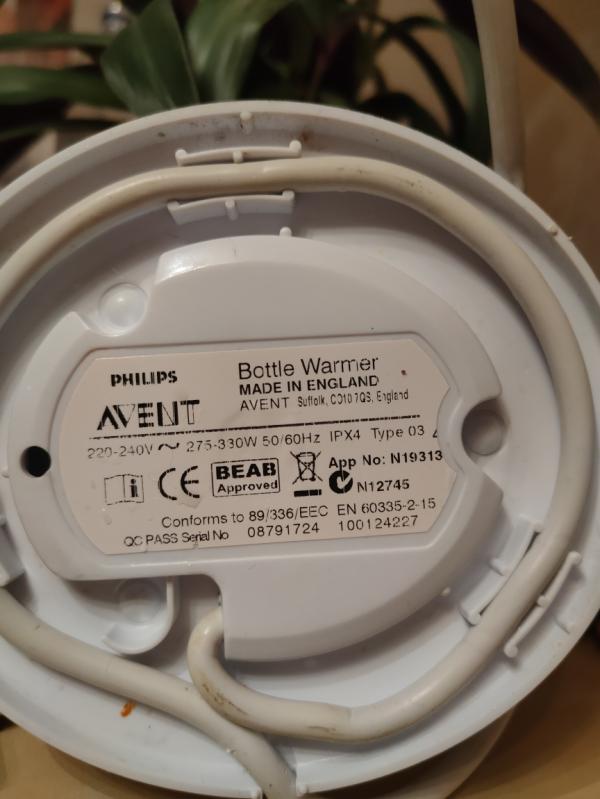 PHILIPS
AVENT
Bottle Warmer
MADE IN ENGLAND
AVENT Suffolk, CO10 7QS, England
220-240V ~ 275-330W 50/60Hz IPX4 Type 03
i CE BEAB Approved App No: N19313
N12745
Conforms to 89/336/EEC EN 60335-2-15
QC PASS Serial No 08791724 100124227